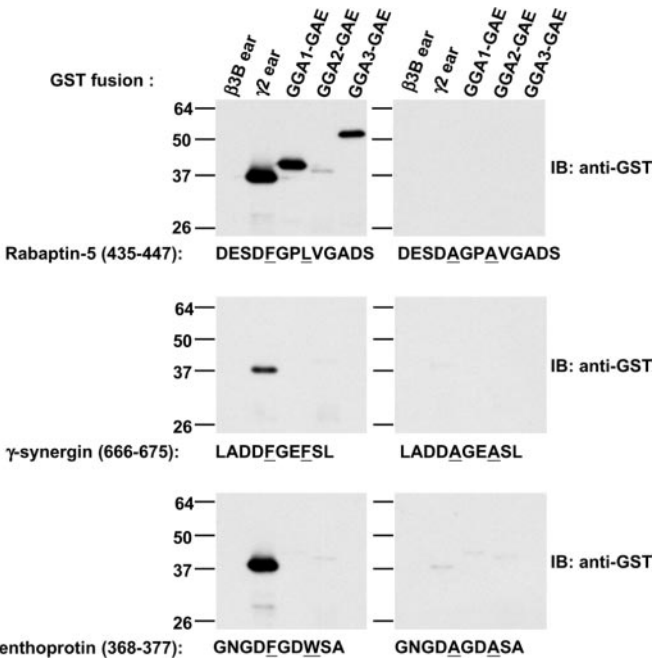 GST fusion :
β3B ear γ2 ear GGA1-GAE GGA2-GAE GGA3-GAE β3B ear γ2 ear GGA1-GAE GGA2-GAE GGA3-GAE
64
50
37
26
IB: anti-GST
Rabaptin-5 (435-447): DESDFGPLVGADS DESDAGPAVGADS
64
50
37
26
IB: anti-GST
γ-synergin (666-675): LADDFGEFSL LADDAGEASL
64
50
37
26
IB: anti-GST
enthoprotin (368-377): GNGDFGDWSA GNGDAGDASA